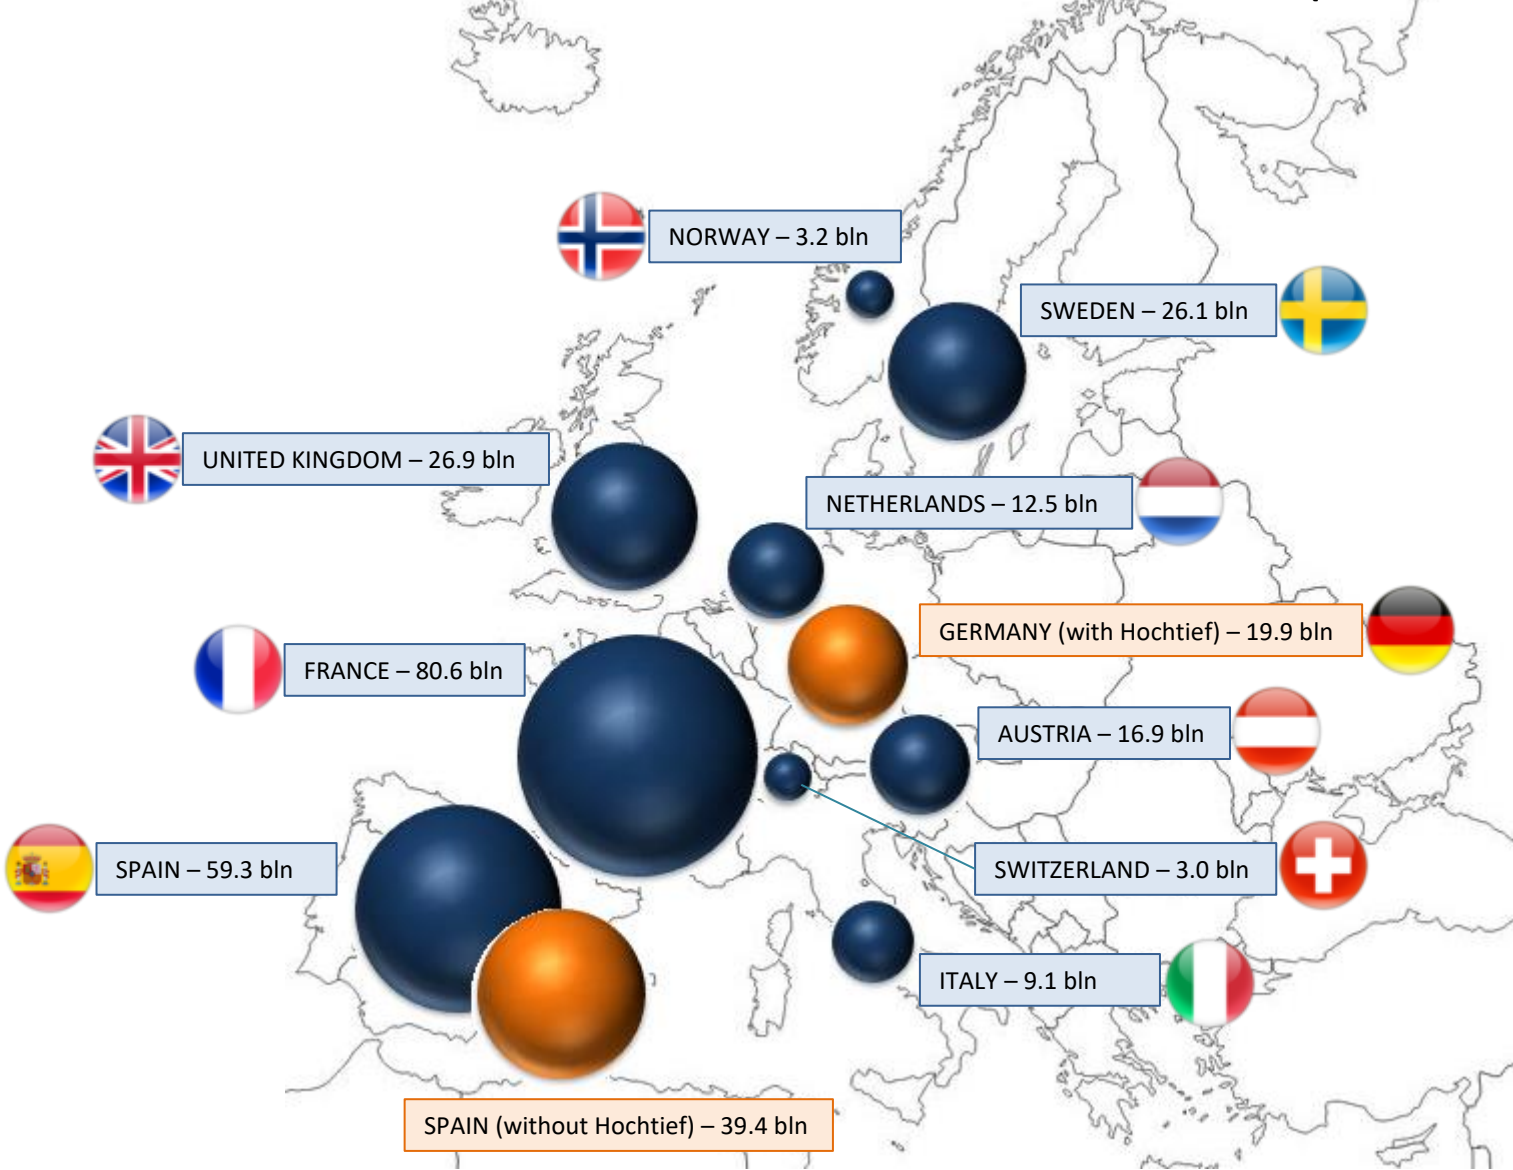 NORWAY – 3.2 bln
SWEDEN – 26.1 bln
UNITED KINGDOM – 26.9 bln
NETHERLANDS – 12.5 bln
GERMANY (with Hochtief) – 19.9 bln
FRANCE – 80.6 bln
AUSTRIA – 16.9 bln
SPAIN – 59.3 bln
SWITZERLAND – 3.0 bln
ITALY – 9.1 bln
SPAIN (without Hochtief) – 39.4 bln